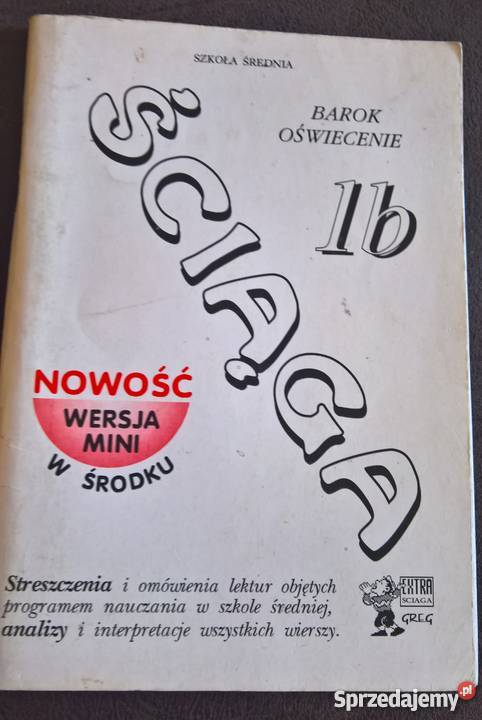 SZKOŁA ŚREDNIA
BAROK
OŚWIECENIE
1b
ŚCIĄGA
NOWOŚĆ
WERSJA
MINI
W ŚRODKU
Streszczenia i omówienia lektur objętych
programem nauczania w szkole średniej,
analizy i interpretacje wszystkich wierszy.
EXTRA
SCIAGA
GREG
Sprzedajemy.pl